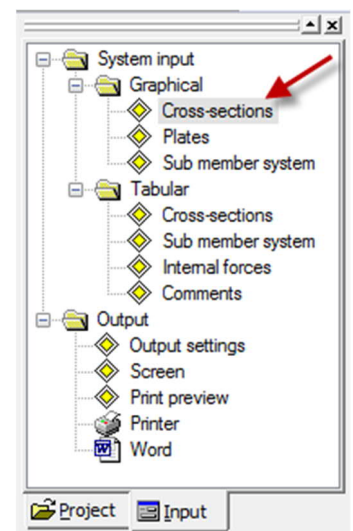 System input
Graphical
Cross-sections
Plates
Sub member system
Tabular
Cross-sections
Sub member system
Internal forces
Comments
Output
Output settings
Screen
Print preview
Printer
Word
Project Input